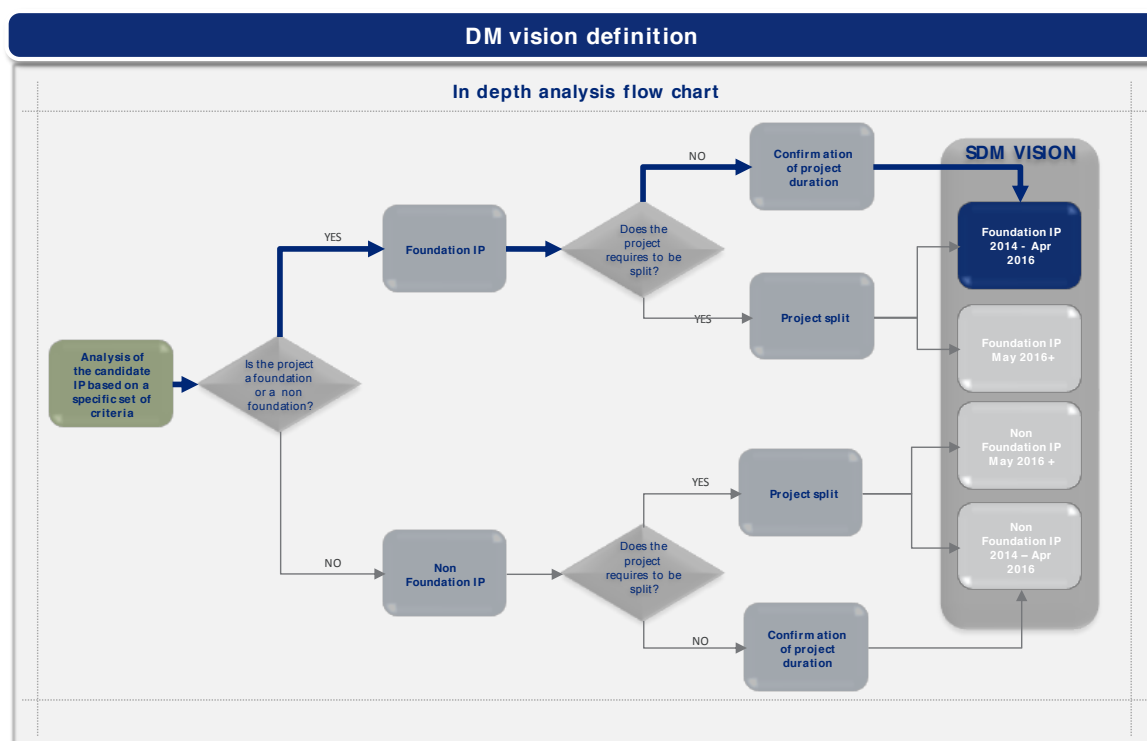 DM vision definition
In depth analysis flow chart
SDM VISION
NO
Confirmation
of project
duration
YES
Foundation IP
Does the
project
requires to be
split?
Foundation IP
2014 - Apr
2016
YES
Project split
Foundation IP
May 2016+
Analysis of
the candidate
IP based on a
specific set of
criteria
Is the project
a foundation
or a non
foundation?
Non
Foundation IP
May 2016 +
YES
Project split
NO
Non
Foundation IP
Does the
project
requires to be
split?
Non
Foundation IP
2014 – Apr
2016
NO
Confirmation
of project
duration